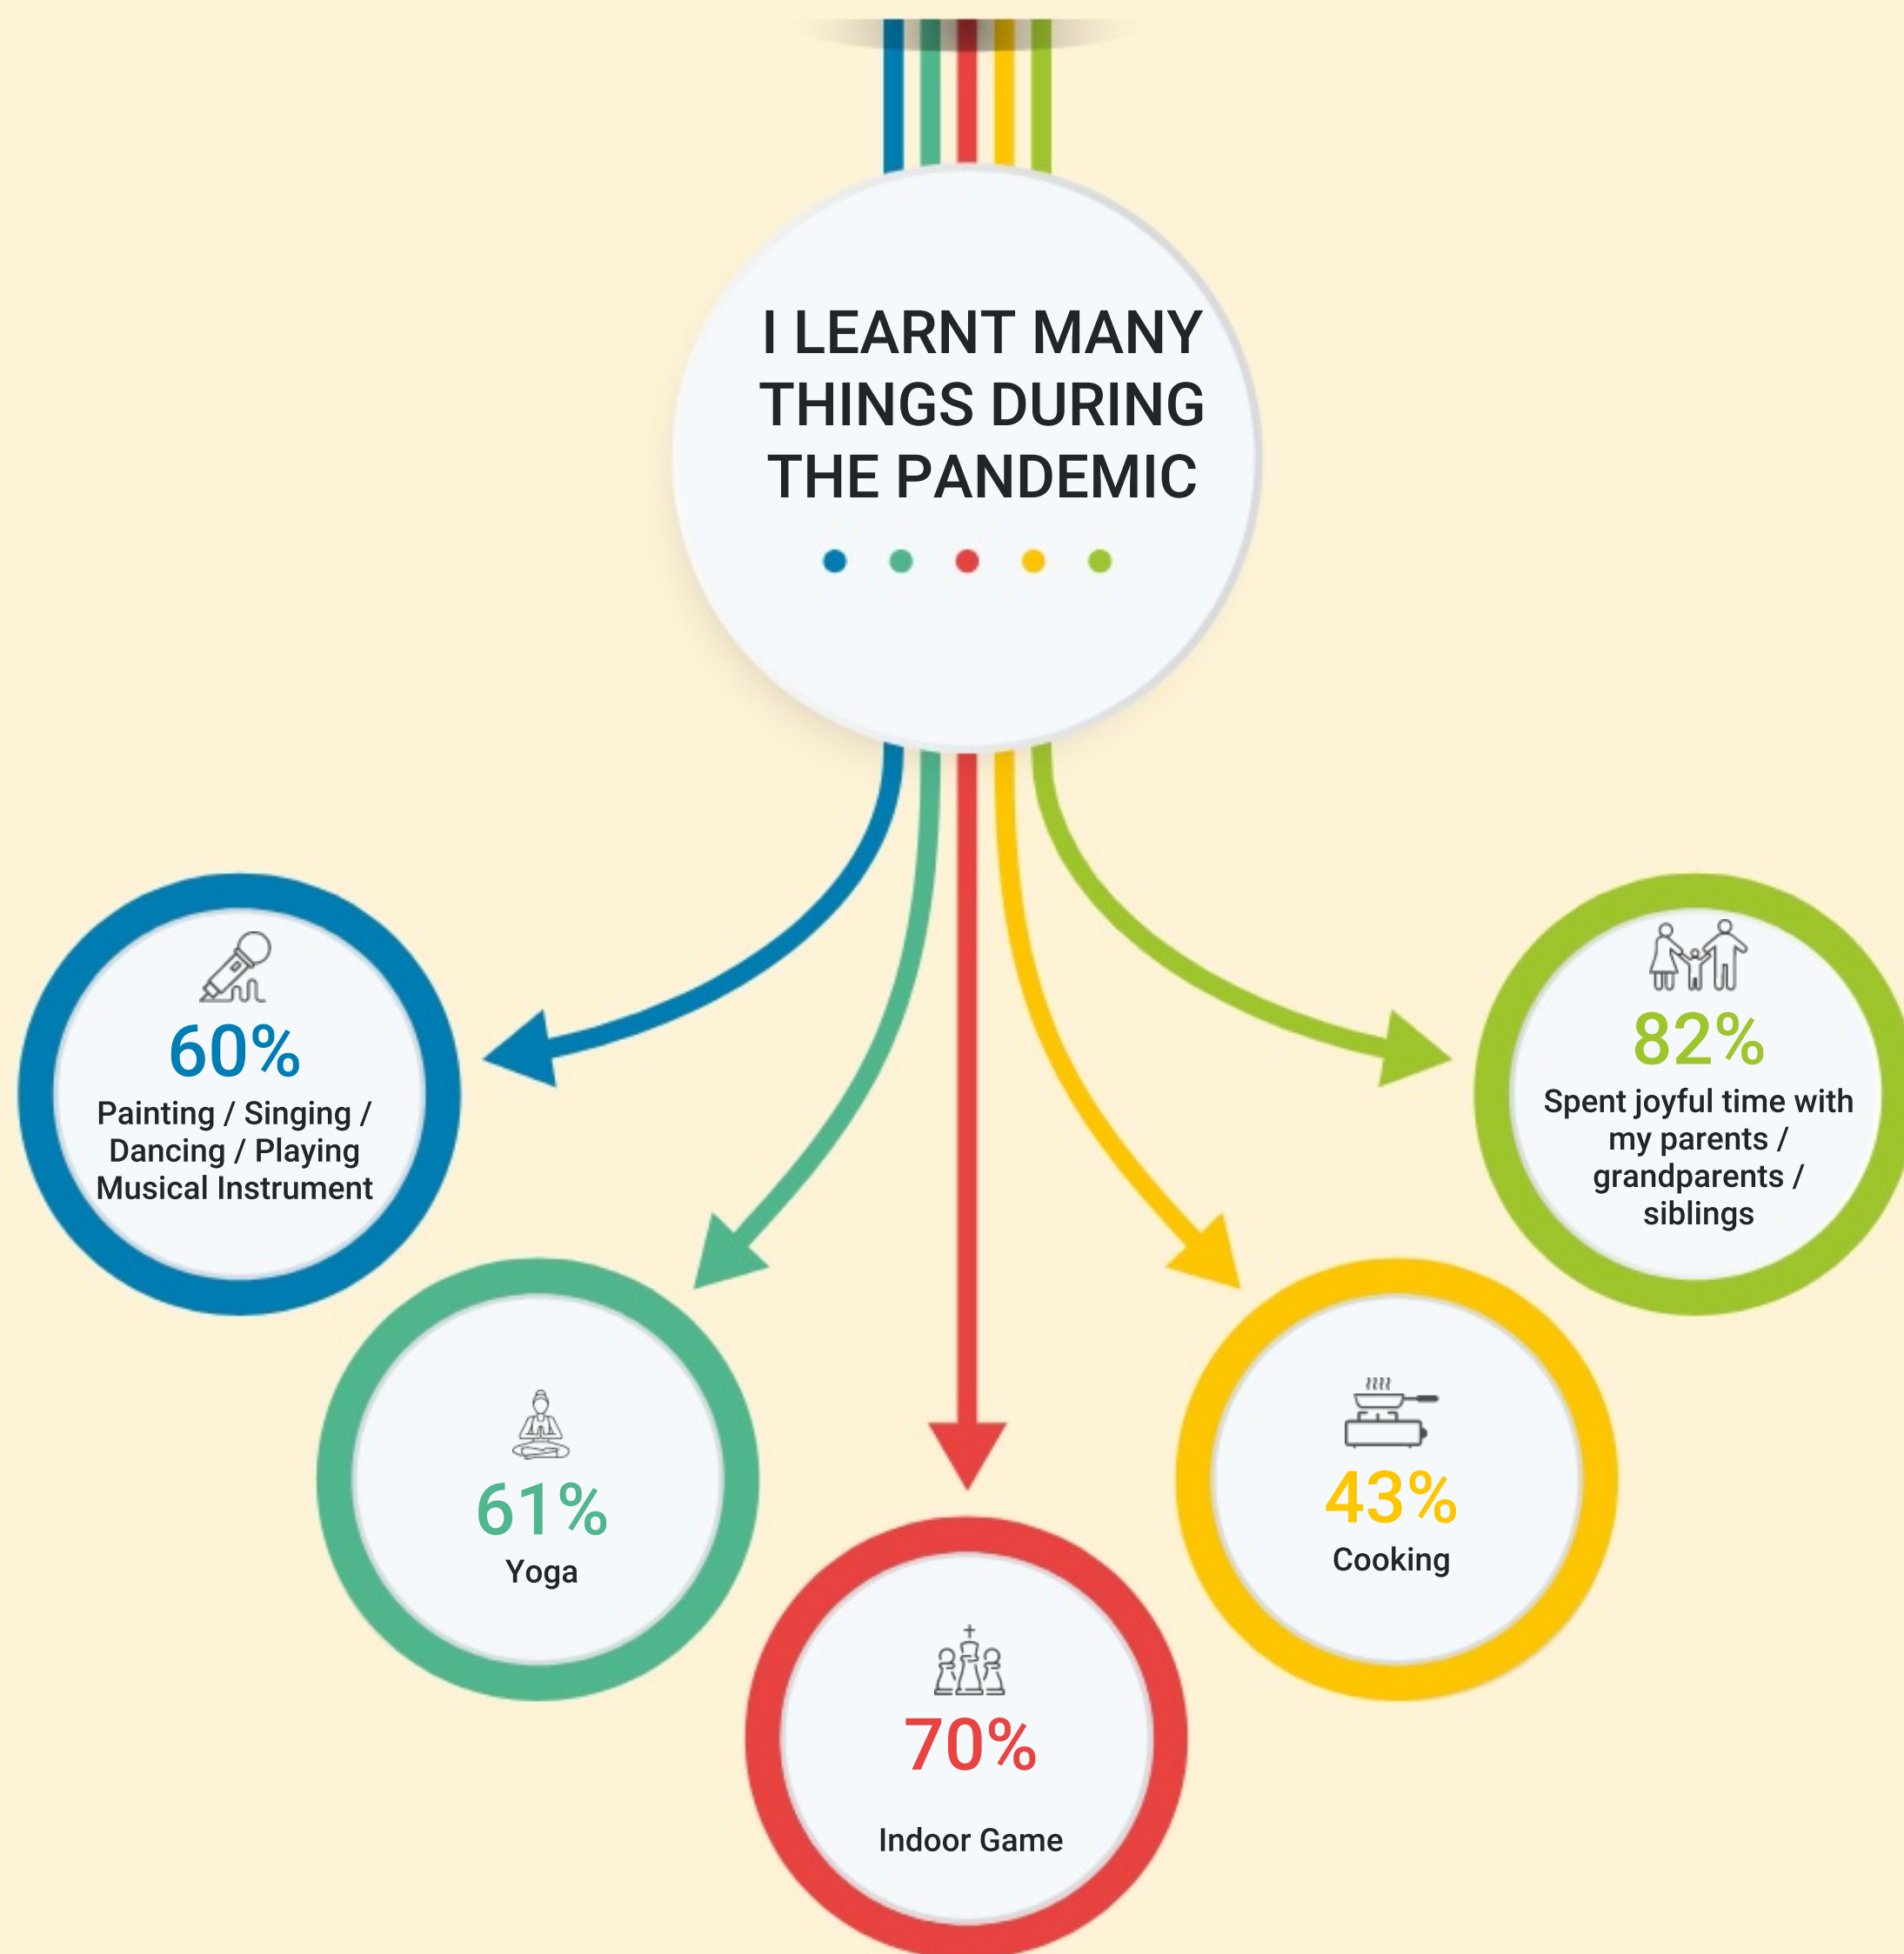 I LEARNT MANY
THINGS DURING
THE PANDEMIC
60%
Painting / Singing /
Dancing / Playing
Musical Instrument
61%
Yoga
70%
Indoor Game
43%
Cooking
82%
Spent joyful time with
my parents /
grandparents /
siblings